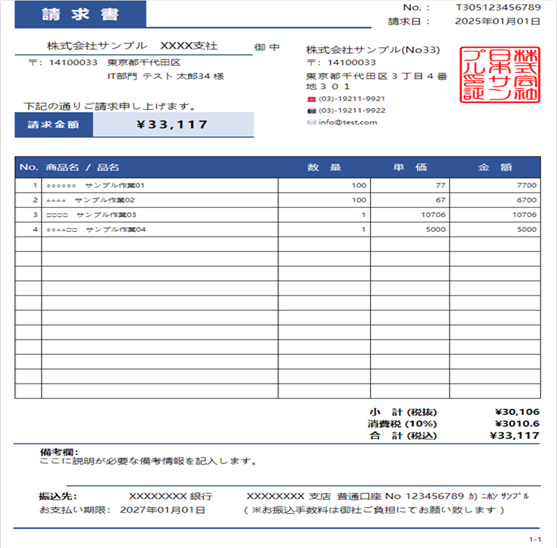 請求書
No. : T305123456789
請求日 : 2025年01月01日
株式会社サンプル XXXX支社 御中
〒: 14100033 東京都千代田区
IT部門 テスト 太郎34 様
株式会社サンプル(No33)
〒: 14100033
東京都千代田区３丁目４番
地３０１
(03)-19211-9921
(03)-19211-9922
info@test.com
株式会社
日本サン
プル之証
下記の通りご請求申し上げます。
請求金額 ¥33,117
No. 商品名 / 品名 数 量 単 価 金 額
1 ○○○○○○ サンプル作業01 100 77 7700
2 ○○○○ サンプル作業02 100 67 6700
3 □□□□ サンプル作業03 1 10706 10706
4 ○○○○□□ サンプル作業04 1 5000 5000
小 計 (税抜) ¥30,106
消費税 (10%) ¥3010.6
合 計 (税込) ¥33,117
備考欄:
ここに説明が必要な備考情報を記入します。
振込先: XXXXXXXX 銀行 XXXXXXXX 支店 普通口座 No 123456789 ｶ) ﾆﾎﾝ ｻﾝﾌﾟﾙ
お支払い期限: 2027年01月01日 (※お振込手数料は御社ご負担にてお願い致します)
1-1